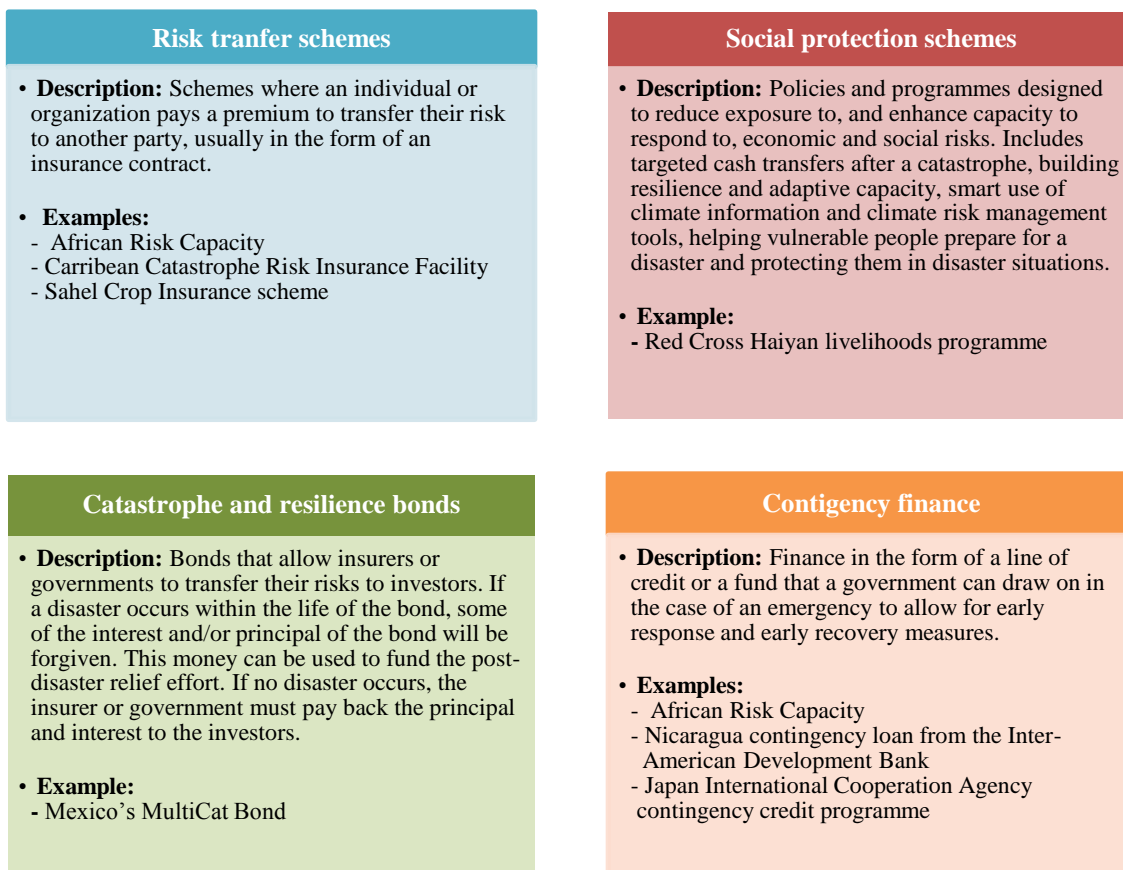 Risk tranfer schemes
• Description: Schemes where an individual or
organization pays a premium to transfer their risk
to another party, usually in the form of an
insurance contract.
• Examples:
- African Risk Capacity
- Carribean Catastrophe Risk Insurance Facility
- Sahel Crop Insurance scheme
Social protection schemes
• Description: Policies and programmes designed
to reduce exposure to, and enhance capacity to
respond to, economic and social risks. Includes
targeted cash transfers after a catastrophe, building
resilience and adaptive capacity, smart use of
climate information and climate risk management
tools, helping vulnerable people prepare for a
disaster and protecting them in disaster situations.
• Example:
- Red Cross Haiyan livelihoods programme
Catastrophe and resilience bonds
• Description: Bonds that allow insurers or
governments to transfer their risks to investors. If
a disaster occurs within the life of the bond, some
of the interest and/or principal of the bond will be
forgiven. This money can be used to fund the post-
disaster relief effort. If no disaster occurs, the
insurer or government must pay back the principal
and interest to the investors.
• Example:
- Mexico’s MultiCat Bond
Contigency finance
• Description: Finance in the form of a line of
credit or a fund that a government can draw on in
the case of an emergency to allow for early
response and early recovery measures.
• Examples:
- African Risk Capacity
- Nicaragua contingency loan from the Inter-
American Development Bank
- Japan International Cooperation Agency
contingency credit programme